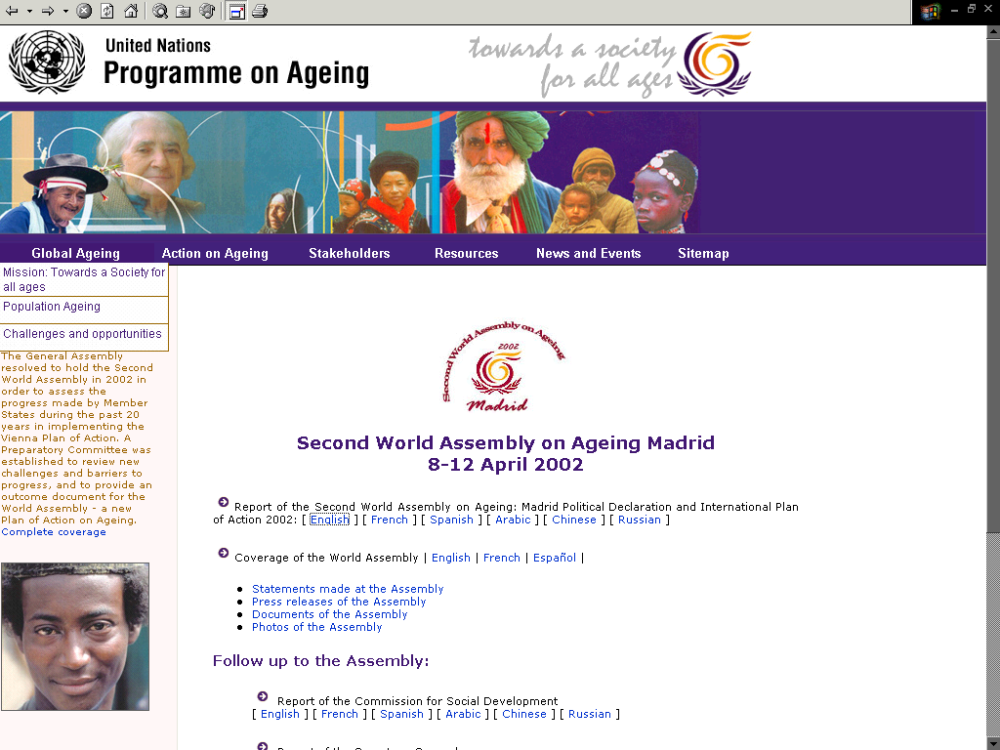 United Nations
Programme on Ageing
towards a society
for all ages
Global Ageing
Action on Ageing
Stakeholders
Resources
News and Events
Sitemap
Mission: Towards a Society for
all ages
Population Ageing
Challenges and opportunities
The General Assembly
resolved to hold the Second
World Assembly in 2002 in
order to assess the
progress made by Member
States during the past 20
years in implementing the
Vienna Plan of Action. A
Preparatory Committee was
established to review new
challenges and barriers to
progress, and to provide an
outcome document for the
World Assembly - a new
Plan of Action on Ageing.
Complete coverage
Second World Assembly on Ageing
2002
Madrid
Second World Assembly on Ageing Madrid
8-12 April 2002
Report of the Second World Assembly on Ageing: Madrid Political Declaration and International Plan
of Action 2002: [ English ] [ French ] [ Spanish ] [ Arabic ] [ Chinese ] [ Russian ]
Coverage of the World Assembly | English | French | Español |
Statements made at the Assembly
Press releases of the Assembly
Documents of the Assembly
Photos of the Assembly
Follow up to the Assembly:
Report of the Commission for Social Development
[ English ] [ French ] [ Spanish ] [ Arabic ] [ Chinese ] [ Russian ]